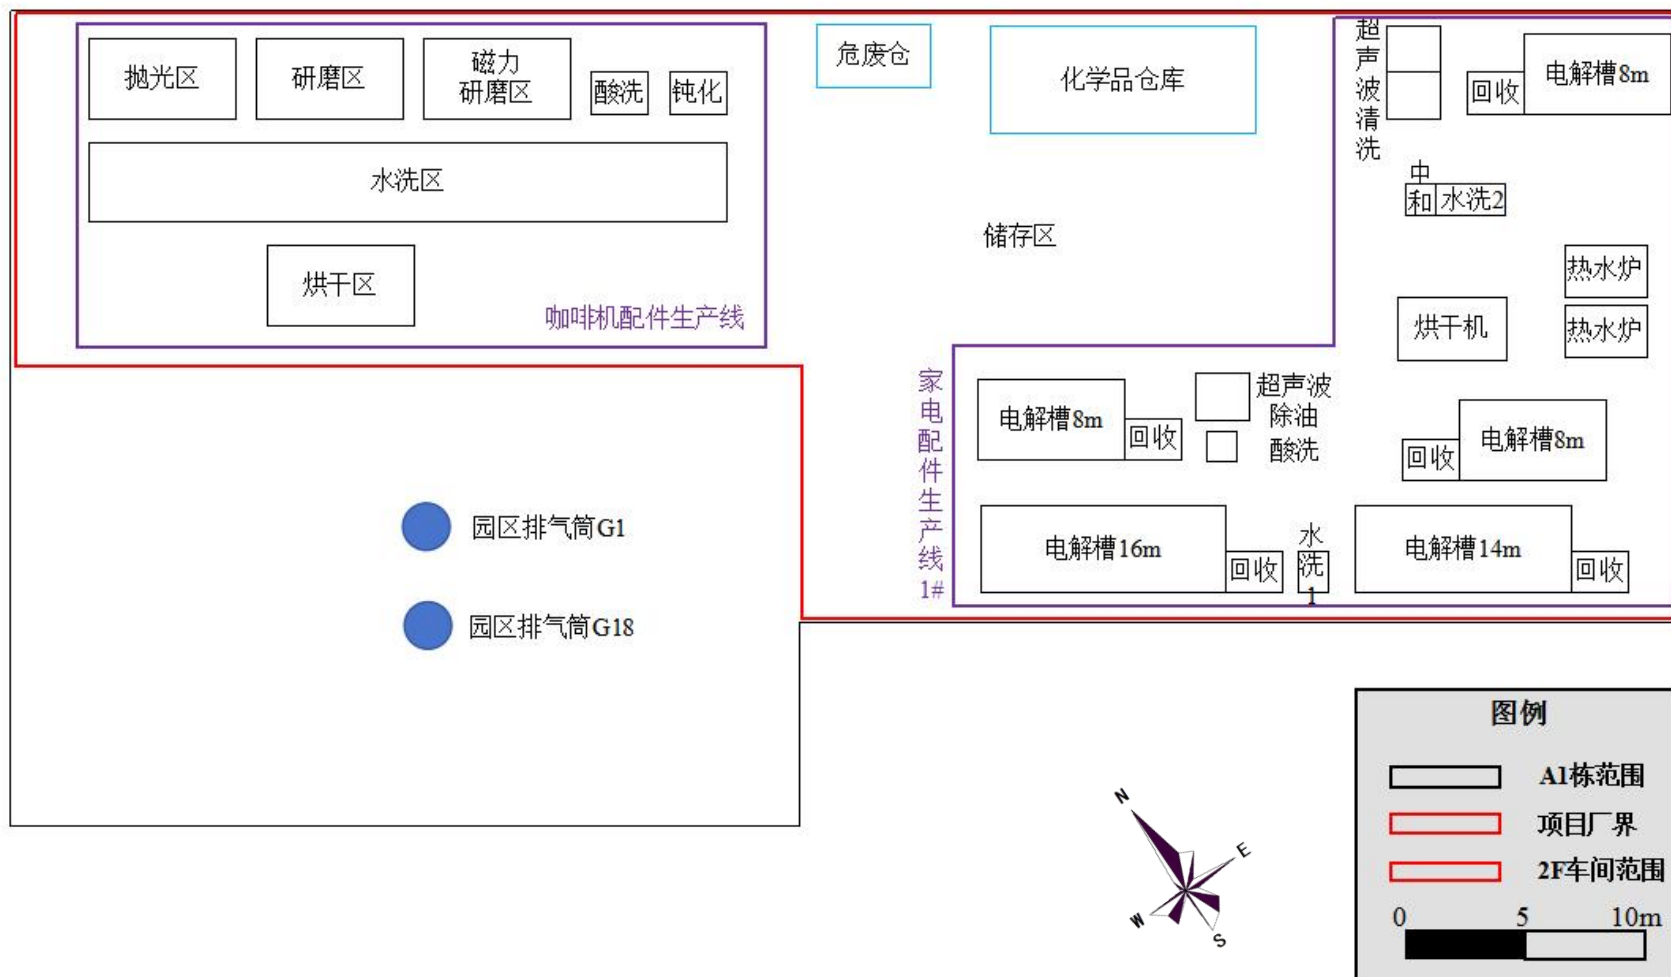 抛光区
研磨区
磁力
研磨区
酸洗
钝化
水洗区
烘干区
咖啡机配件生产线
危废仓
化学品仓库
储存区
超
声
波
清
洗
回收
电解槽8m
中
和
水洗2
热水炉
烘干机
热水炉
家
电
配
件
生
产
线
1#
电解槽8m
回收
超声波
除油
酸洗
回收
电解槽8m
电解槽16m
回收
水
洗
1
电解槽14m
回收
园区排气筒G1
园区排气筒G18
N
E
W
S
图例
A1栋范围
项目厂界
2F车间范围
0 5 10m